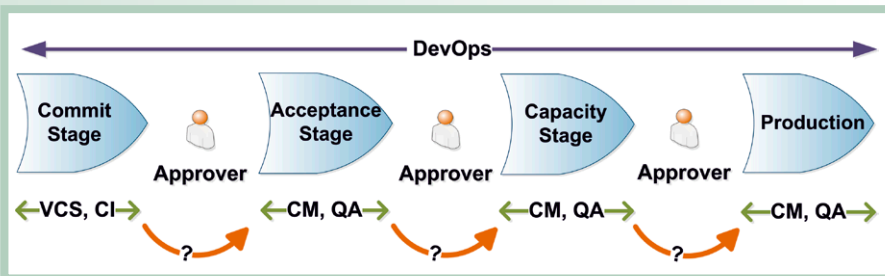 DevOps
Commit
Stage
Approver
Acceptance
Stage
Approver
Capacity
Stage
Approver
Production
VCS, CI
CM, QA
CM, QA
CM, QA
?
?
?